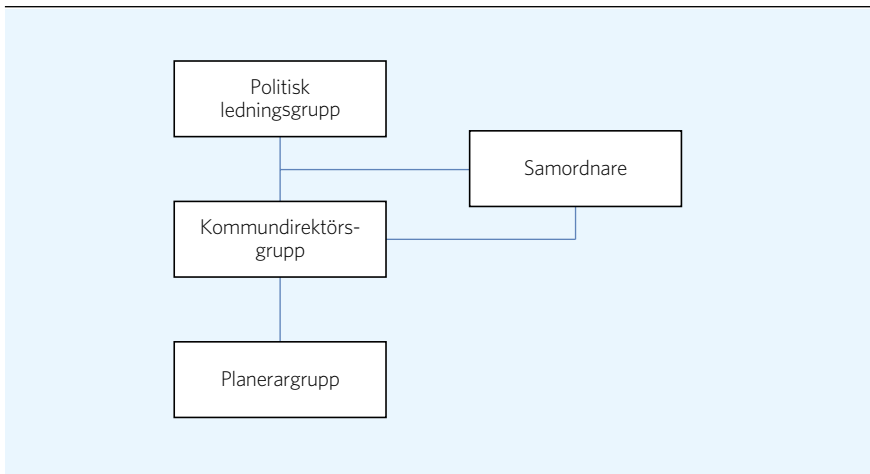 Politisk
ledningsgrupp
Samordnare
Kommundirektörs-
grupp
Planerargrupp